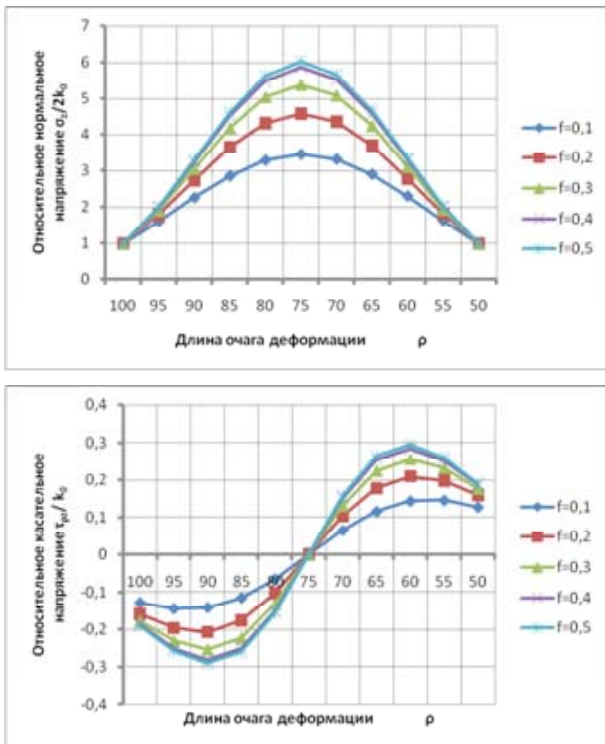 Относительное нормальное
напряжение σz/2k0
7
6
5
4
3
2
1
0
100 95 90 85 80 75 70 65 60 55 50
Длина очага деформации ρ
f=0,1
f=0,2
f=0,3
f=0,4
f=0,5
Относительное касательное
напряжение / k0
0,4
0,3
0,2
0,1
0
-0,1
-0,2
-0,3
-0,4
100 95 90 85 80 75 70 65 60 55 50
Длина очага деформации ρ
f=0,1
f=0,2
f=0,3
f=0,4
f=0,5